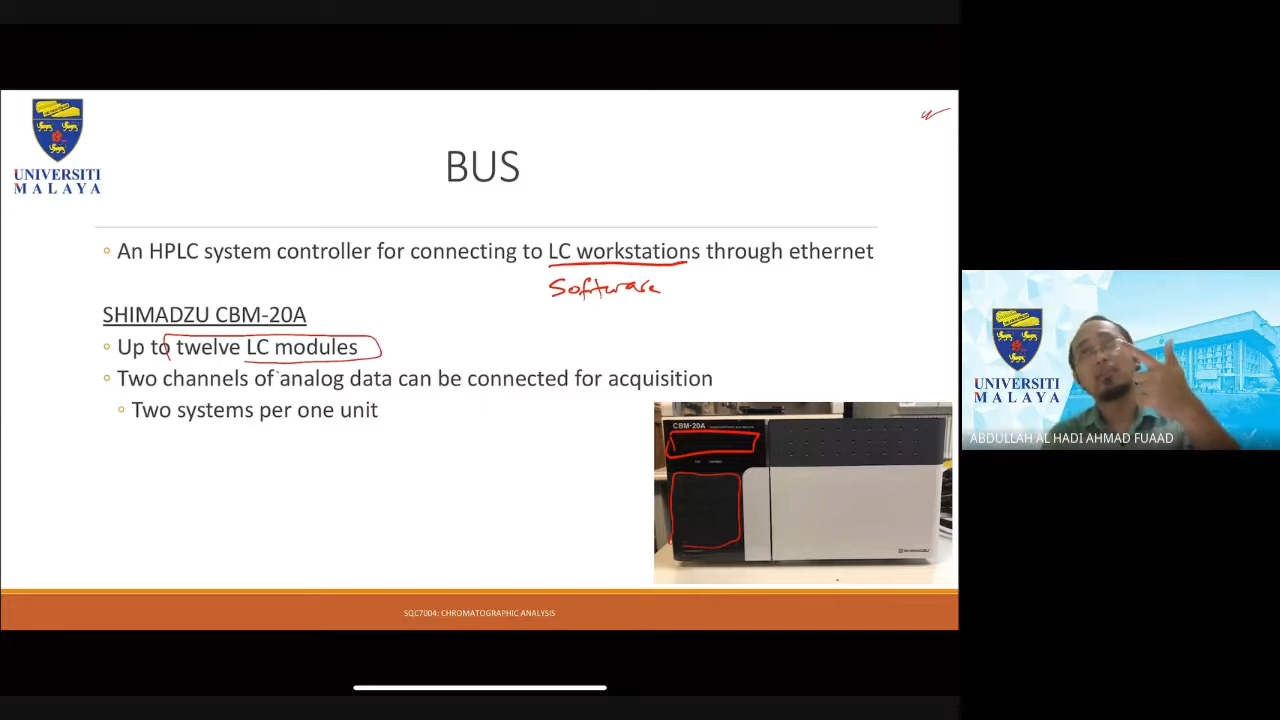 UNIVERSITI
MALAYA
BUS
An HPLC system controller for connecting to LC workstations through ethernet
Software
SHIMADZU CBM-20A
Up to twelve LC modules
Two channels of analog data can be connected for acquisition
Two systems per one unit
CBM-20A
SHIMADZU
SQC7004: CHROMATOGRAPHIC ANALYSIS
UNIVERSITI
MALAYA
ABDULLAH AL HADI AHMAD FUAAD